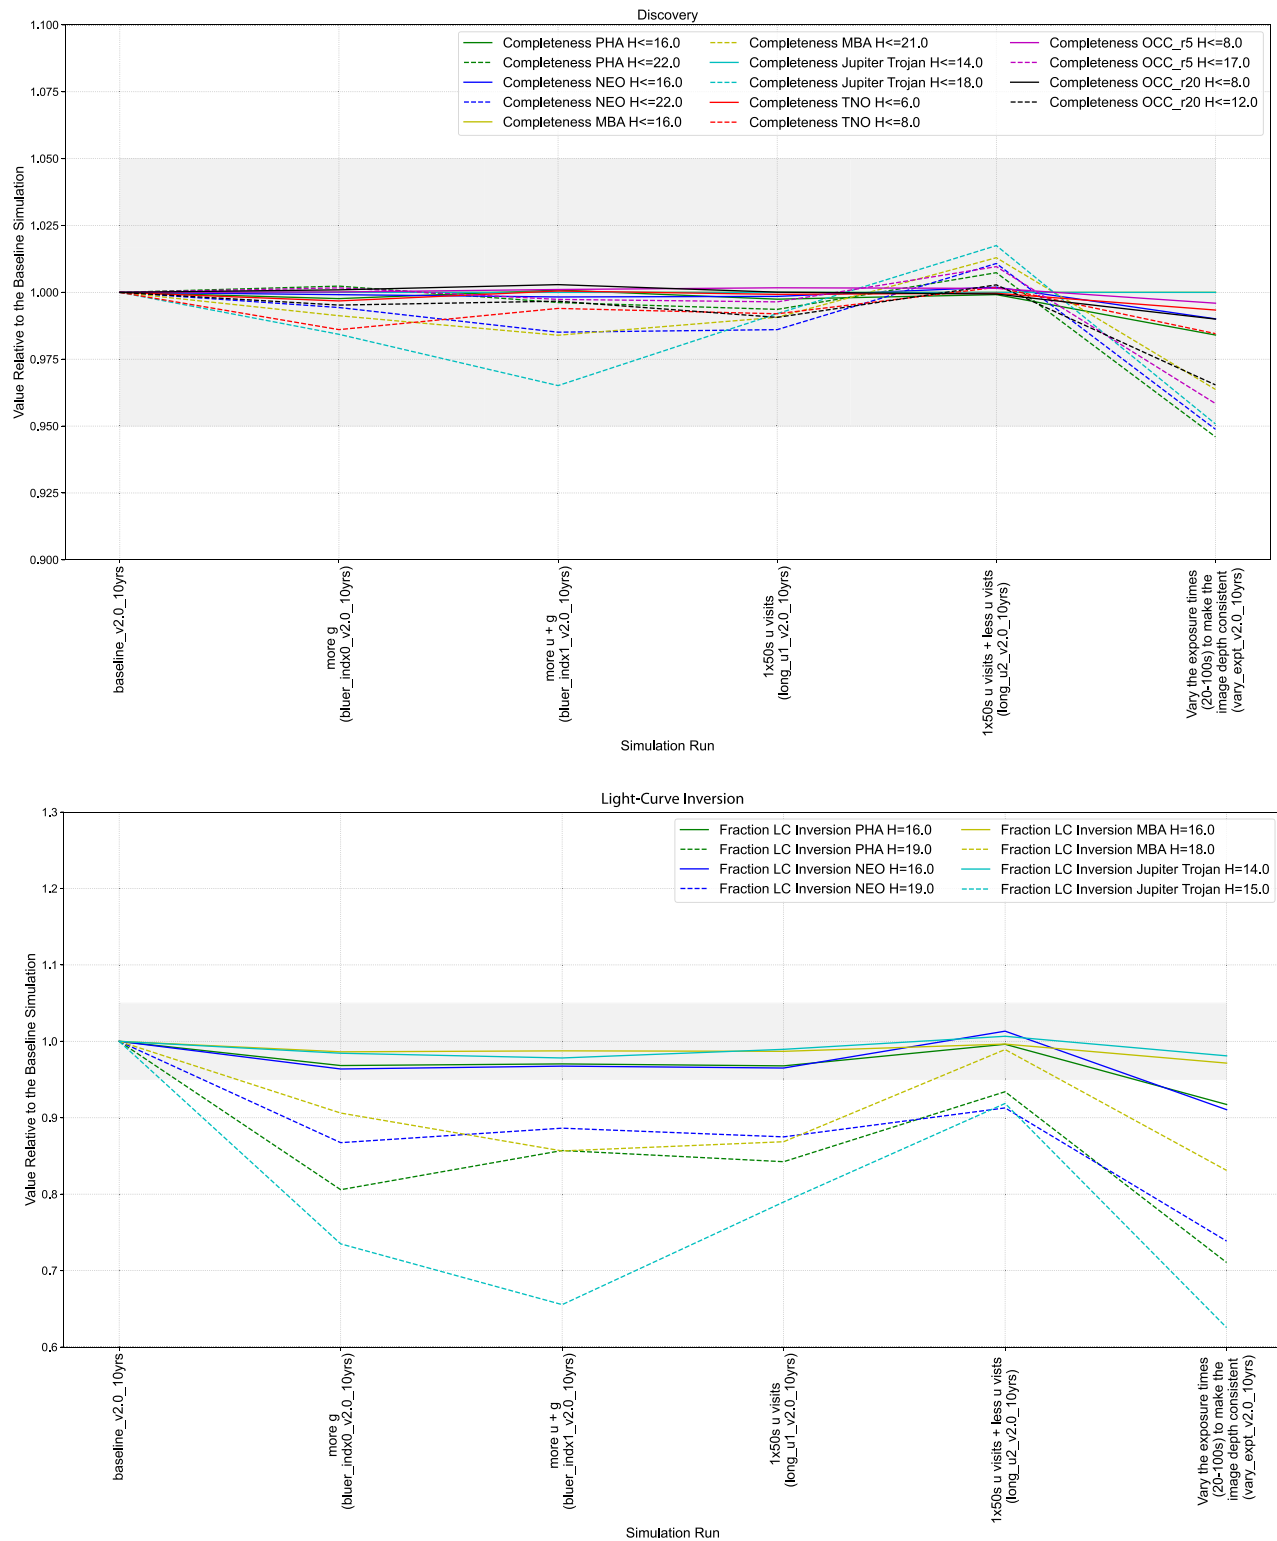 Discovery
Value Relative to the Baseline Simulation
1.100
1.075
1.050
1.025
1.000
0.975
0.950
0.925
0.900
Completeness PHA H<=16.0
Completeness PHA H<=22.0
Completeness NEO H<=16.0
Completeness NEO H<=22.0
Completeness MBA H<=16.0
Completeness MBA H<=21.0
Completeness Jupiter Trojan H<=14.0
Completeness Jupiter Trojan H<=18.0
Completeness TNO H<=6.0
Completeness TNO H<=8.0
Completeness OCC_r5 H<=8.0
Completeness OCC_r5 H<=17.0
Completeness OCC_r20 H<=8.0
Completeness OCC_r20 H<=12.0
baseline_v2.0_10yrs
more g
(bluer_indx0_v2.0_10yrs)
more u + g
(bluer_indx1_v2.0_10yrs)
1x50s u visits
(long_u1_v2.0_10yrs)
1x50s u visits + less u vists
(long_u2_v2.0_10yrs)
Vary the exposure times
(20-100s) to make the
image depth consistent
(vary_expt_v2.0_10yrs)
Simulation Run
Light-Curve Inversion
Value Relative to the Baseline Simulation
1.3
1.2
1.1
1.0
0.9
0.8
0.7
0.6
Fraction LC Inversion PHA H=16.0
Fraction LC Inversion PHA H=19.0
Fraction LC Inversion NEO H=16.0
Fraction LC Inversion NEO H=19.0
Fraction LC Inversion MBA H=16.0
Fraction LC Inversion MBA H=18.0
Fraction LC Inversion Jupiter Trojan H=14.0
Fraction LC Inversion Jupiter Trojan H=15.0
baseline_v2.0_10yrs
more g
(bluer_indx0_v2.0_10yrs)
more u + g
(bluer_indx1_v2.0_10yrs)
1x50s u visits
(long_u1_v2.0_10yrs)
1x50s u visits + less u vists
(long_u2_v2.0_10yrs)
Vary the exposure times
(20-100s) to make the
image depth consistent
(vary_expt_v2.0_10yrs)
Simulation Run